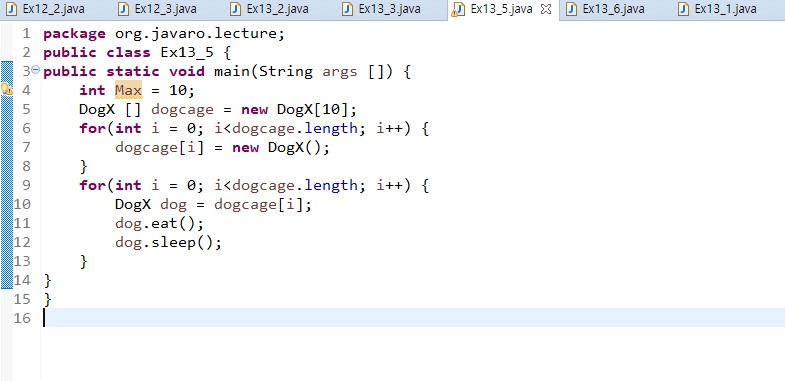 Ex12_2.java Ex12_3.java Ex13_2.java Ex13_3.java Ex13_5.java Ex13_6.java Ex13_1.java
1 package org.javaro.lecture;
2 public class Ex13_5 {
3 public static void main(String args []) {
4 int Max = 10;
5 DogX [] dogcage = new DogX[10];
6 for(int i = 0; i<dogcage.length; i++) {
7 dogcage[i] = new DogX();
8 }
9 for(int i = 0; i<dogcage.length; i++) {
10 DogX dog = dogcage[i];
11 dog.eat();
12 dog.sleep();
13 }
14 }
15 }
16